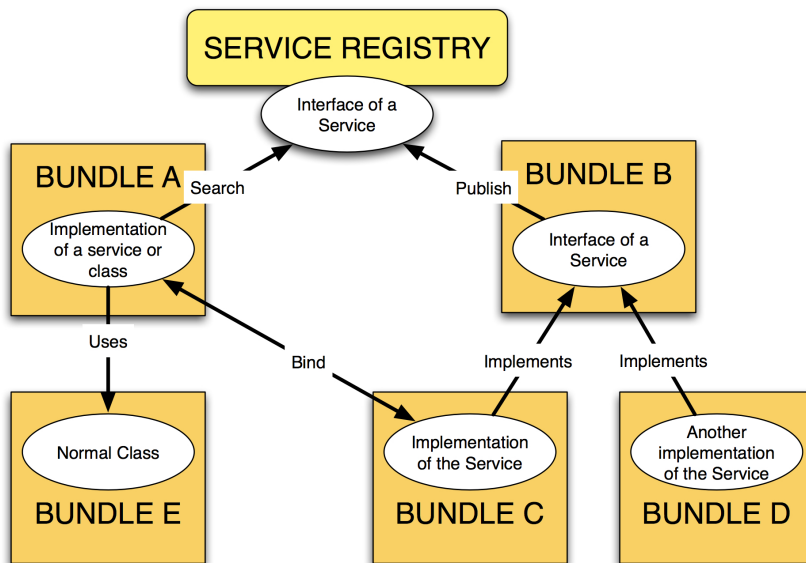 SERVICE REGISTRY
Interface of a
Service
BUNDLE A
Search
Implementation
of a service or
class
Publish
BUNDLE B
Interface of a
Service
Uses
Bind
Implements
Implements
Normal Class
BUNDLE E
Implementation
of the Service
BUNDLE C
Another
implementation
of the Service
BUNDLE D